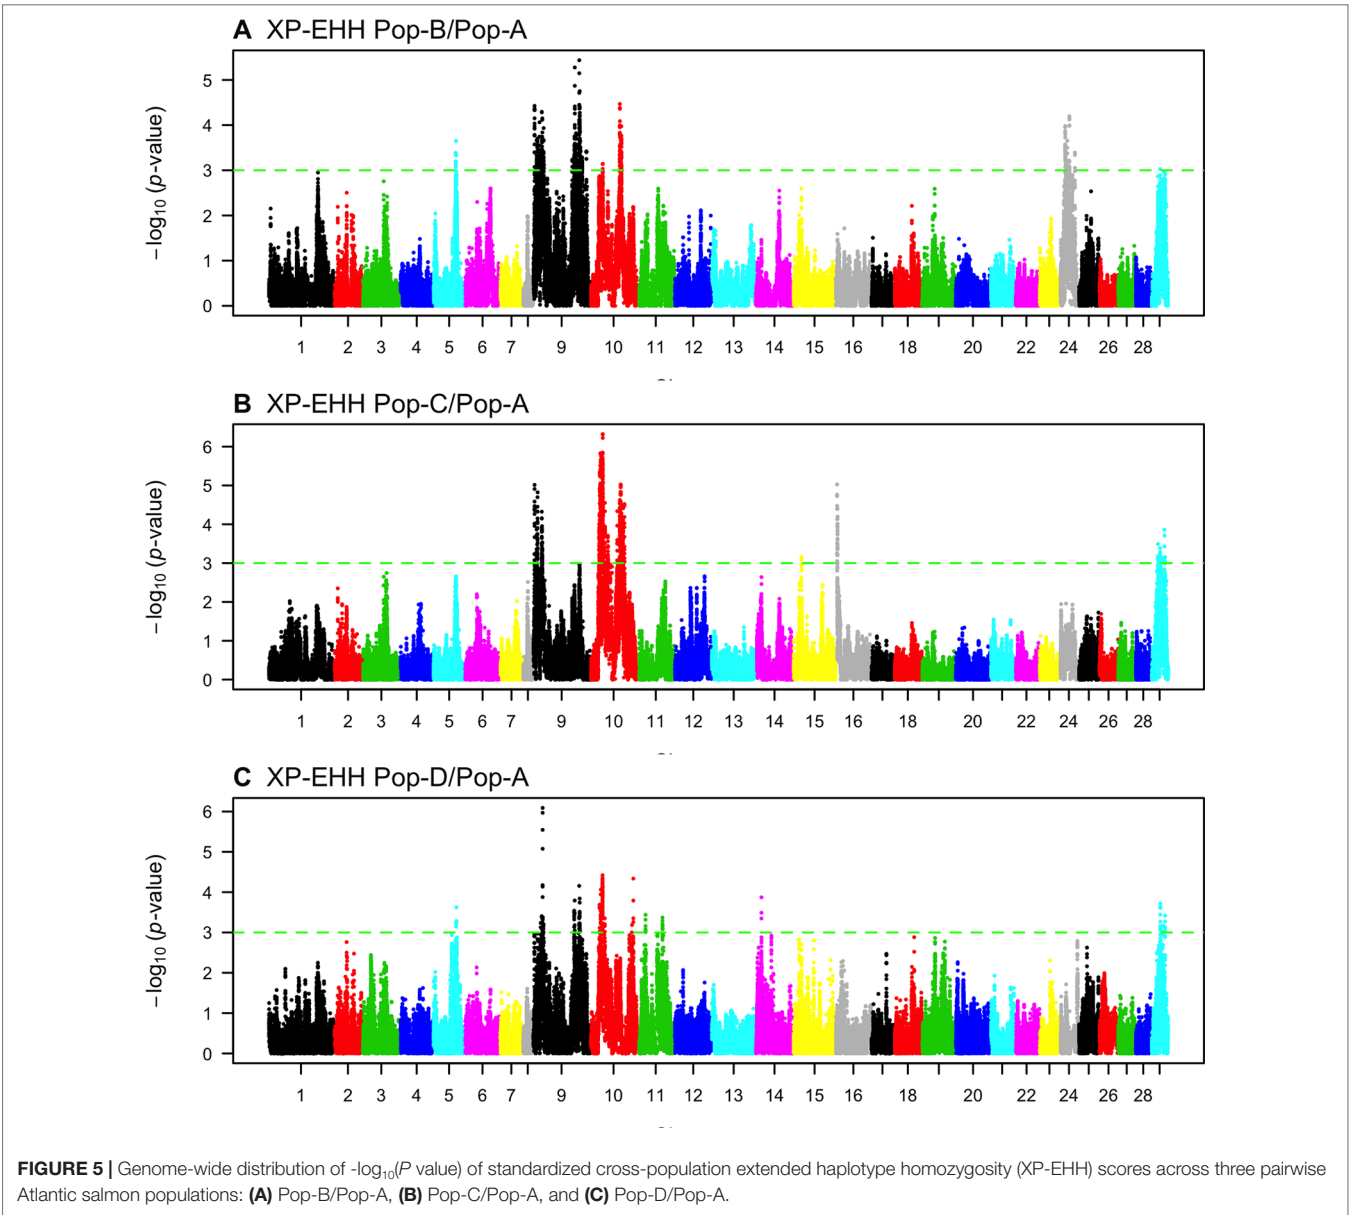 A XP-EHH Pop-B/Pop-A
−log10 (p-value)
5
4
3
2
1
0
1 2 3 4 5 6 7 9 10 11 12 13 14 15 16 18 20 22 24 26 28
B XP-EHH Pop-C/Pop-A
−log10 (p-value)
6
5
4
3
2
1
0
1 2 3 4 5 6 7 9 10 11 12 13 14 15 16 18 20 22 24 26 28
C XP-EHH Pop-D/Pop-A
−log10 (p-value)
6
5
4
3
2
1
0
1 2 3 4 5 6 7 9 10 11 12 13 14 15 16 18 20 22 24 26 28
FIGURE 5 | Genome-wide distribution of -log10(P value) of standardized cross-population extended haplotype homozygosity (XP-EHH) scores across three pairwise
Atlantic salmon populations: (A) Pop-B/Pop-A, (B) Pop-C/Pop-A, and (C) Pop-D/Pop-A.